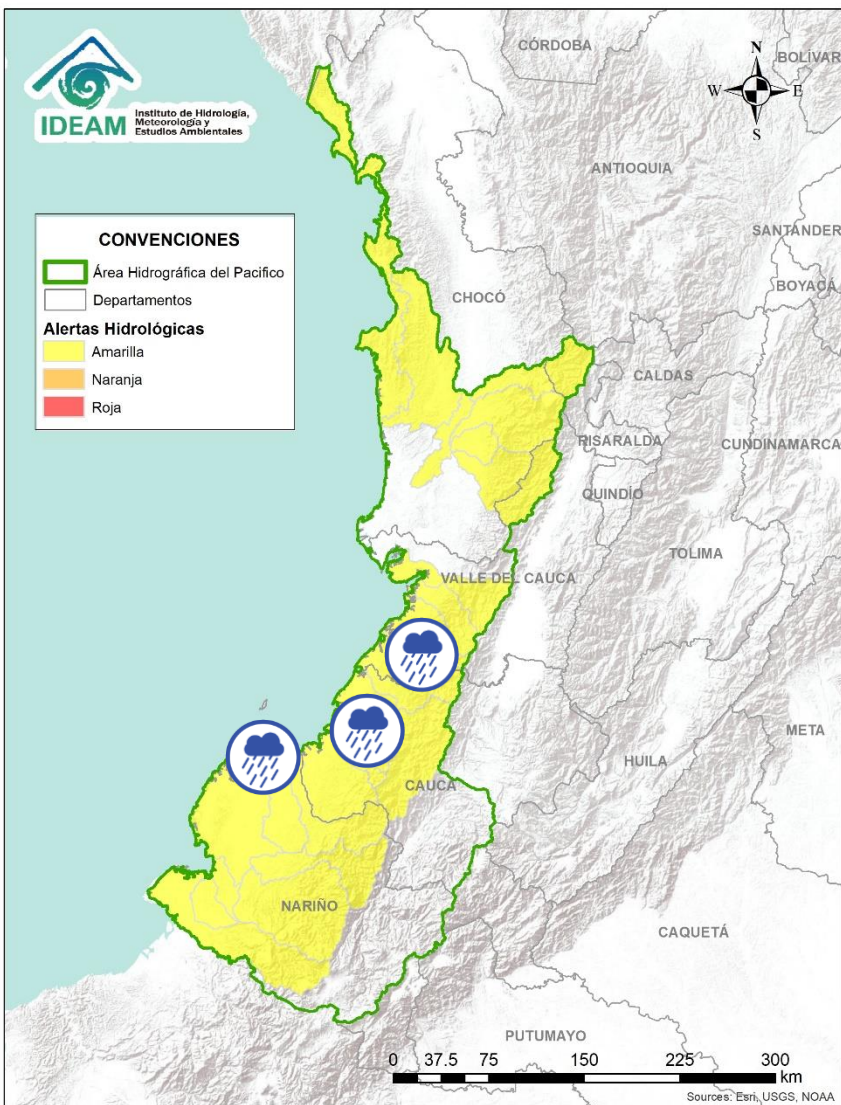 IDEAM
Instituto de Hidrología,
Meteorología y
Estudios Ambientales
CÓRDOBA
BOLÍVAR
N
W
E
S
ANTIOQUIA
SANTANDER
BOYACÁ
CONVENCIONES
Área Hidrográfica del Pacifico
Departamentos
Alertas Hidrológicas
Amarilla
Naranja
Roja
CHOCÓ
CALDAS
RISARALDA
CUNDINAMARCA
QUINDÍO
TOLIMA
VALLE DEL CAUCA
META
HUILA
CAUCA
NARIÑO
CAQUETÁ
PUTUMAYO
0 37.5 75 150 225 300
km
Sources: Esri, USGS, NOAA